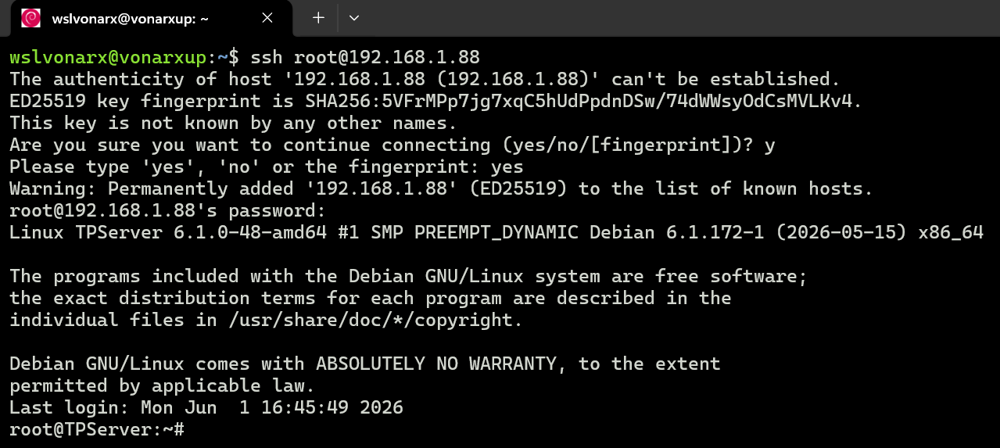 wslvonarx@vonarxup: ~
wslvonarx@vonarxup:~$ ssh root@192.168.1.88
The authenticity of host '192.168.1.88 (192.168.1.88)' can't be established.
ED25519 key fingerprint is SHA256:5VFrMPp7jg7xqC5hUdPpdnDSw/74dWWsyOdCsMVLKv4.
This key is not known by any other names.
Are you sure you want to continue connecting (yes/no/[fingerprint])? y
Please type 'yes', 'no' or the fingerprint: yes
Warning: Permanently added '192.168.1.88' (ED25519) to the list of known hosts.
root@192.168.1.88's password:
Linux TPServer 6.1.0-48-amd64 #1 SMP PREEMPT_DYNAMIC Debian 6.1.172-1 (2026-05-15) x86_64
The programs included with the Debian GNU/Linux system are free software;
the exact distribution terms for each program are described in the
individual files in /usr/share/doc/*/copyright.
Debian GNU/Linux comes with ABSOLUTELY NO WARRANTY, to the extent
permitted by applicable law.
Last login: Mon Jun  1 16:45:49 2026
root@TPServer:~#